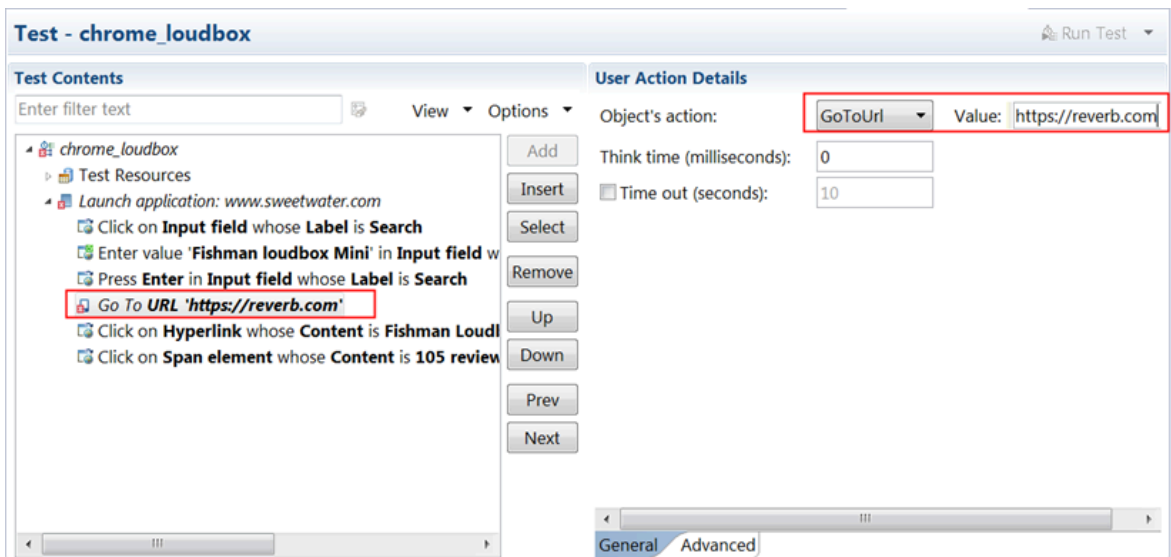 Test - chrome_loudbox
Run Test
Test Contents
Enter filter text
View
Options
chrome_loudbox
Test Resources
Launch application: www.sweetwater.com
Click on Input field whose Label is Search
Enter value 'Fishman loudbox Mini' in Input field w
Press Enter in Input field whose Label is Search
Go To URL 'https://reverb.com'
Click on Hyperlink whose Content is Fishman Loudl
Click on Span element whose Content is 105 review
Add
Insert
Select
Remove
Up
Down
Prev
Next
User Action Details
Object's action: GoToUrl Value: https://reverb.com
Think time (milliseconds): 0
Time out (seconds): 10
General Advanced